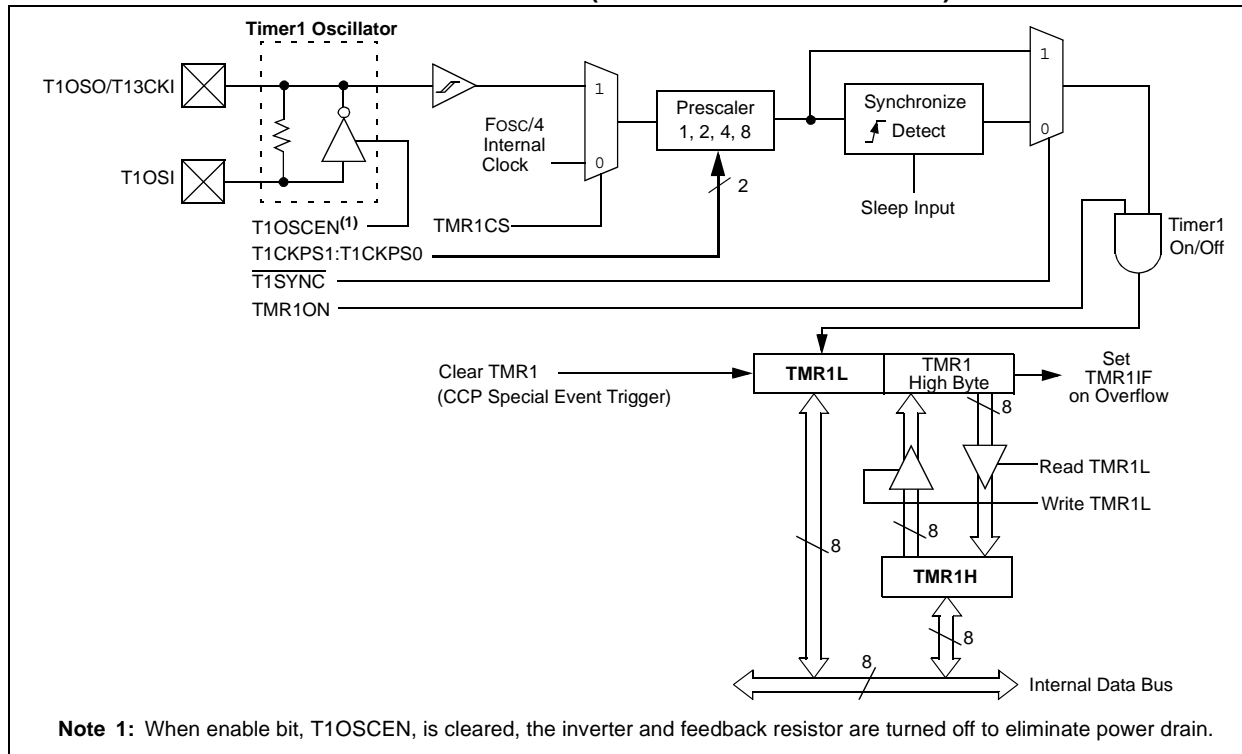 Timer1 Oscillator
T1OSO/T13CKI
T1OSI
1
FOSC/4
Internal
Clock
0
Prescaler
1, 2, 4, 8
2
Synchronize
Detect
Sleep Input
1
0
T1OSCEN(1)
TMR1CS
T1CKPS1:T1CKPS0
T1SYNC
TMR1ON
Timer1
On/Off
Clear TMR1
(CCP Special Event Trigger)
TMR1L
TMR1
High Byte
Set
TMR1IF
on Overflow
8
Read TMR1L
Write TMR1L
8
8
TMR1H
8
8
Internal Data Bus
Note 1: When enable bit, T1OSCEN, is cleared, the inverter and feedback resistor are turned off to eliminate power drain.